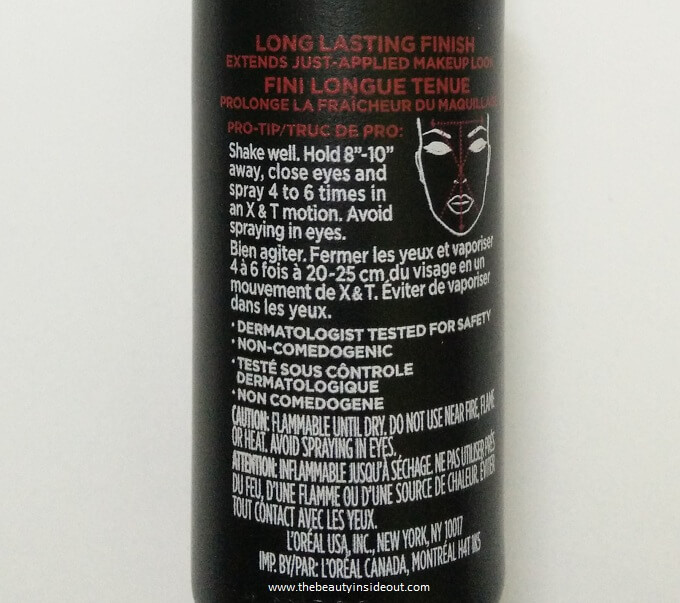 LONG LASTING FINISH
EXTENDS JUST-APPLIED MAKEUP LOOK
FINI LONGUE TENUE
PROLONGE LA FRAÎCHEUR DU MAQUILLAGE
PRO-TIP/TRUC DE PRO:
Shake well. Hold 8”-10”
away, close eyes and
spray 4 to 6 times in
an X & T motion. Avoid
spraying in eyes.
Bien agiter. Fermer les yeux et vaporiser
4 à 6 fois à 20-25 cm du visage en un
mouvement de X & T. Éviter de vaporiser
dans les yeux.
• DERMATOLOGIST TESTED FOR SAFETY
• NON-COMEDOGENIC
• TESTÉ SOUS CÔNTROLE
DERMATOLOGIQUE
• NON COMEDOGENE
CAUTION: FLAMMABLE UNTIL DRY. DO NOT USE NEAR FIRE, FLAME
OR HEAT. AVOID SPRAYING IN EYES.
ATTENTION: INFLAMMABLE JUSQU'À SÉCHAGE. NE PAS UTILISER PRÈS
DU FEU, D'UNE FLAMME OU D'UNE SOURCE DE CHALEUR. ÉVITER
TOUT CONTACT AVEC LES YEUX.
L'ORÉAL USA, INC., NEW YORK, NY 10017
IMP. BY/PAR: L'ORÉAL CANADA, MONTRÉAL H4T 1K5
www.thebeautyinsideout.com